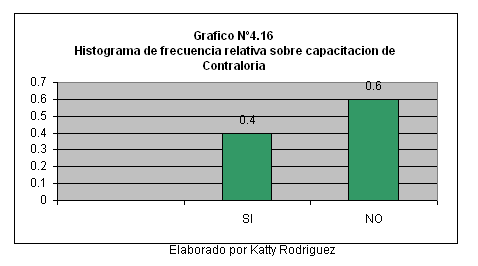 Grafico N°4.16
Histograma de frecuencia relativa sobre capacitacion de
Contraloria
0.7
0.6
0.5
0.4
0.3
0.2
0.1
0
0.4
0.6
SI
NO
Elaborado por Katty Rodriguez